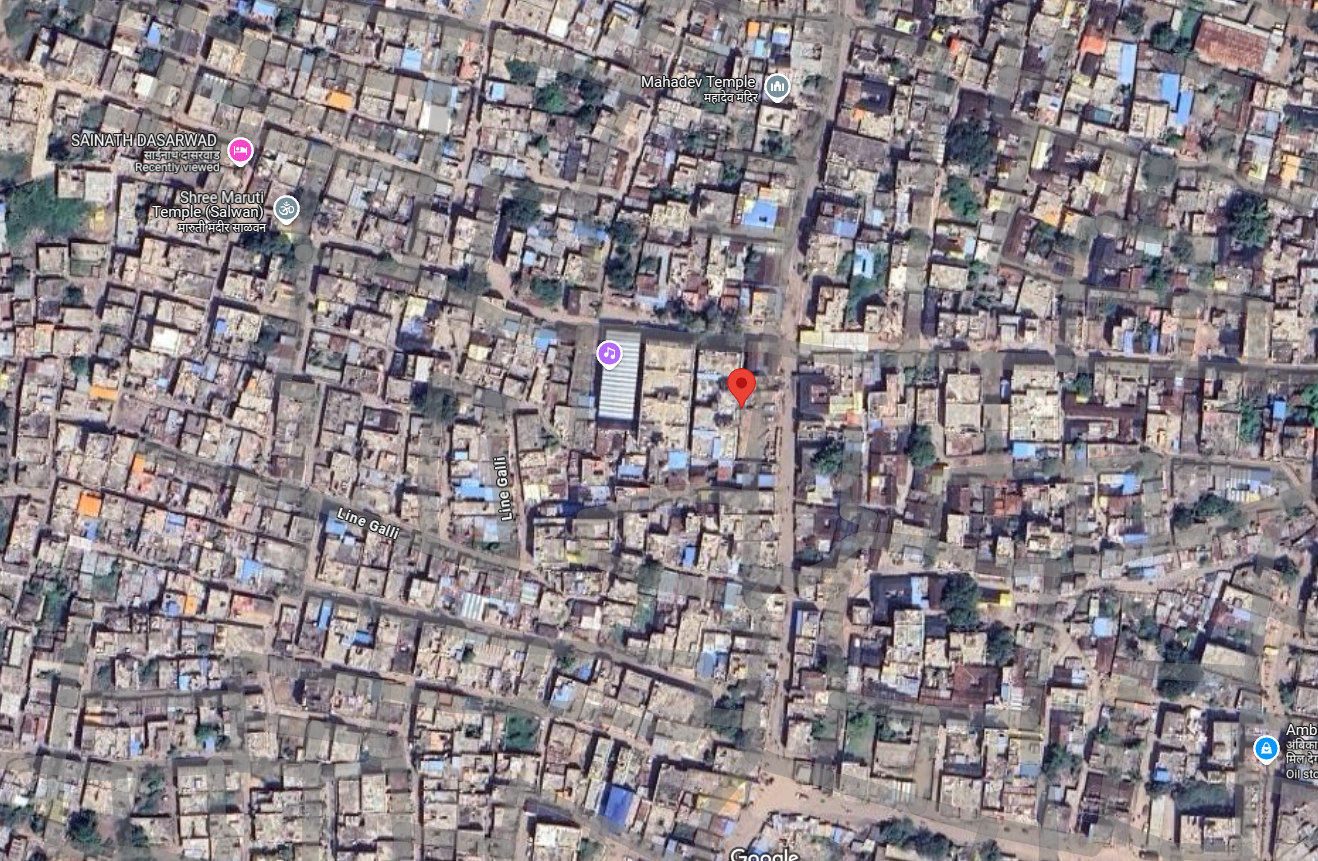 Mahadev Temple
महादेव मंदिर
SAINATH DASARWAD
साईनाथ दासरवाड
Recently viewed
Shree Maruti
Temple (Salwan)
मारुती मंदीर साळवन
Line Galli
Line Galli
Amb
अंबिका
मिल दे
Oil sto
Google